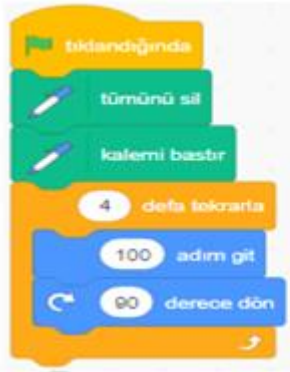 tıklandığında
tümünü sil
kalemi bastır
4 defa tekrarla
100 adım git
90 derece dön